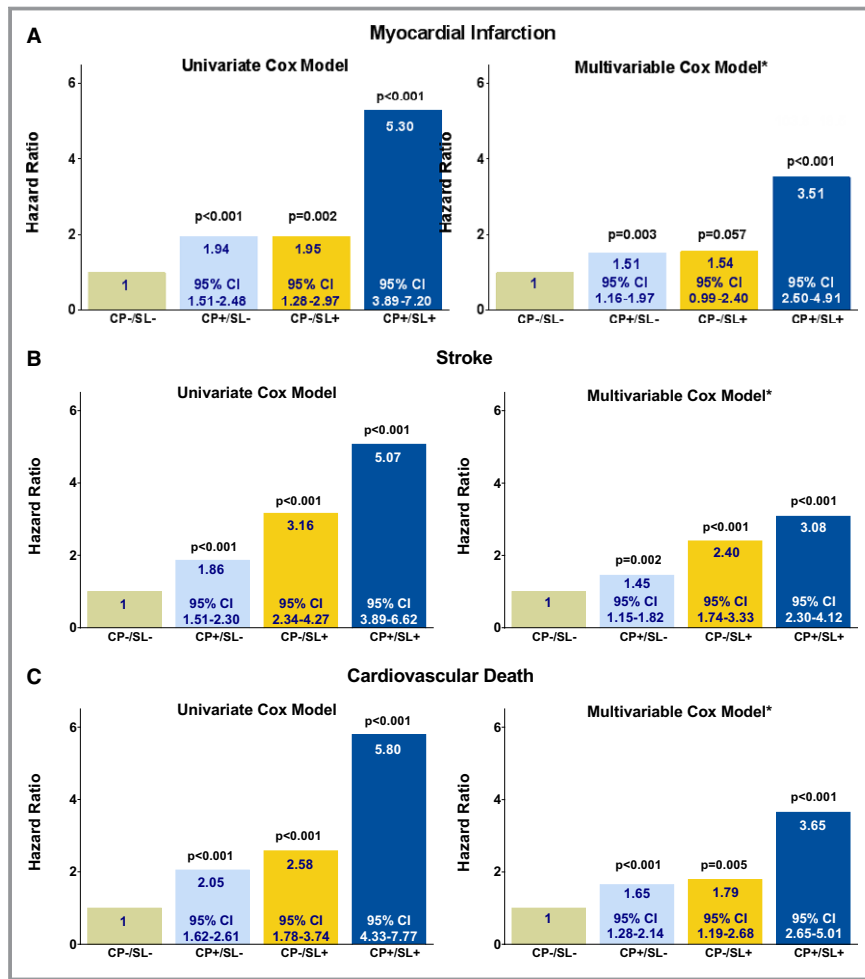 A
Myocardial Infarction
Univariate Cox Model
Hazard Ratio
6
4
2
0
1
p<0.001
1.94
95% CI
1.51-2.48
p=0.002
1.95
95% CI
1.28-2.97
p<0.001
5.30
95% CI
3.89-7.20
CP-/SL- CP+/SL- CP-/SL+ CP+/SL+
Multivariable Cox Model*
Hazard Ratio
6
4
2
0
1
p=0.003
1.51
95% CI
1.16-1.97
p=0.057
1.54
95% CI
0.99-2.40
p<0.001
3.51
95% CI
2.50-4.91
CP-/SL- CP+/SL- CP-/SL+ CP+/SL+
B
Stroke
Univariate Cox Model
Hazard Ratio
6
4
2
0
1
p<0.001
1.86
95% CI
1.51-2.30
p<0.001
3.16
95% CI
2.34-4.27
p<0.001
5.07
95% CI
3.89-6.62
CP-/SL- CP+/SL- CP-/SL+ CP+/SL+
Multivariable Cox Model*
Hazard Ratio
6
4
2
0
1
p=0.002
1.45
95% CI
1.15-1.82
p<0.001
2.40
95% CI
1.74-3.33
p<0.001
3.08
95% CI
2.30-4.12
CP-/SL- CP+/SL- CP-/SL+ CP+/SL+
C
Cardiovascular Death
Univariate Cox Model
Hazard Ratio
6
4
2
0
1
p<0.001
2.05
95% CI
1.62-2.61
p<0.001
2.58
95% CI
1.78-3.74
p<0.001
5.80
95% CI
4.33-7.77
CP-/SL- CP+/SL- CP-/SL+ CP+/SL+
Multivariable Cox Model*
Hazard Ratio
6
4
2
0
1
p<0.001
1.65
95% CI
1.28-2.14
p=0.005
1.79
95% CI
1.19-2.68
p<0.001
3.65
95% CI
2.65-5.01
CP-/SL- CP+/SL- CP-/SL+ CP+/SL+